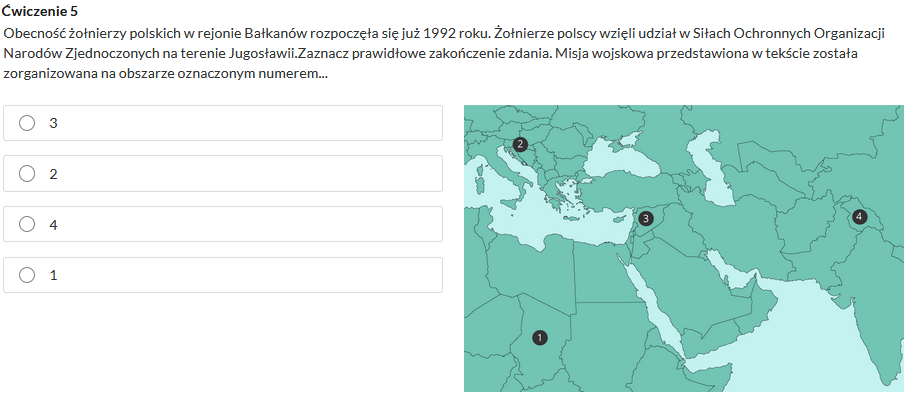 Ćwiczenie 5
Obecność żołnierzy polskich w rejonie Bałkanów rozpoczęła się już 1992 roku. Żołnierze polscy wzięli udział w Siłach Ochronnych Organizacji
Narodów Zjednoczonych na terenie Jugosławii.Zaznacz prawidłowe zakończenie zdania. Misja wojskowa przedstawiona w tekście została
zorganizowana na obszarze oznaczonym numerem...
3
2
4
1
2
3
4
1